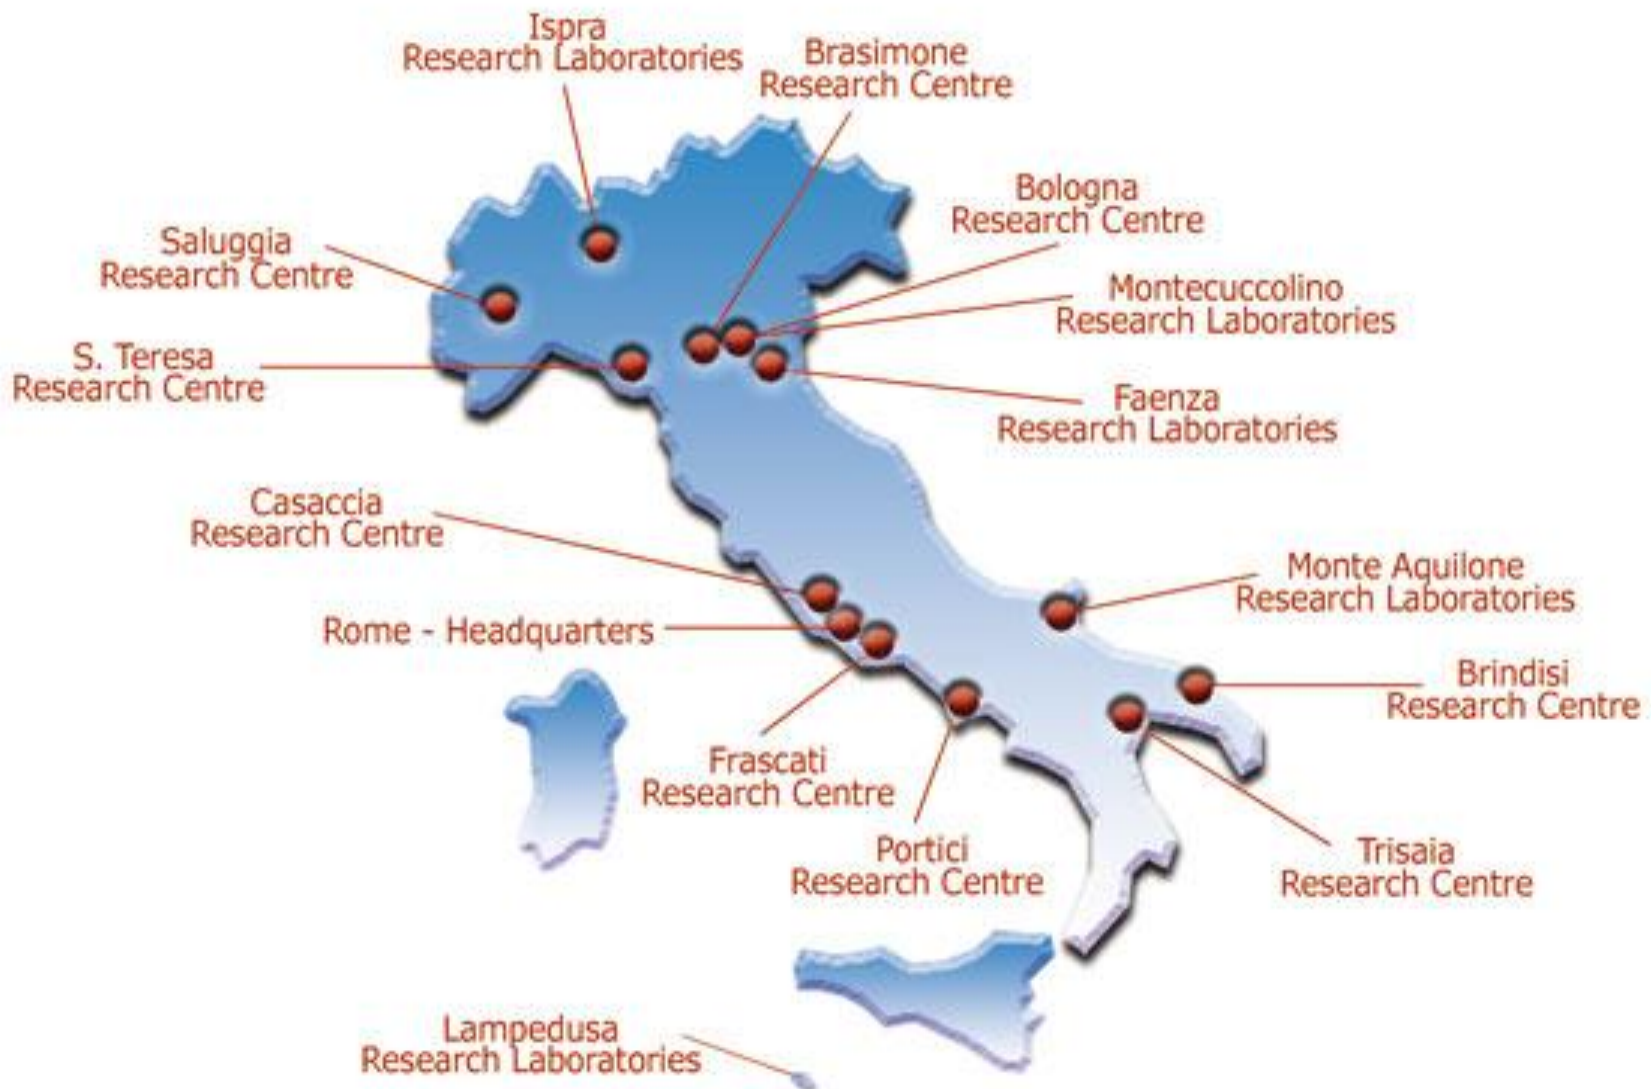 Ispra
Research Laboratories
Brasimone
Research Centre
Bologna
Research Centre
Saluggia
Research Centre
Montecuccolino
Research Laboratories
S. Teresa
Research Centre
Faenza
Research Laboratories
Casaccia
Research Centre
Monte Aquilone
Research Laboratories
Rome - Headquarters
Brindisi
Research Centre
Frascati
Research Centre
Portici
Research Centre
Trisaia
Research Centre
Lampedusa
Research Laboratories